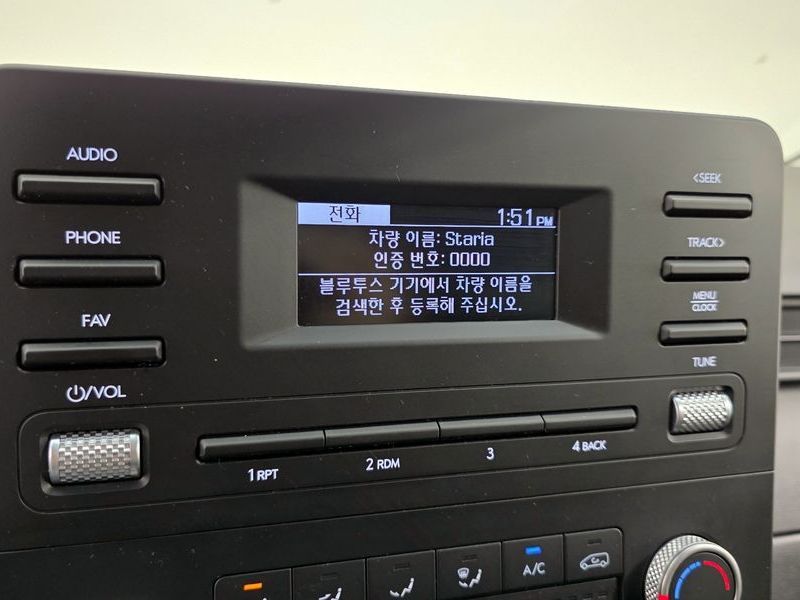 AUDIO
PHONE
FAV
/VOL
전화 1:51 PM
차량 이름: Staria
인증 번호: 0000
블루투스 기기에서 차량 이름을
검색한 후 등록해 주십시오.
<SEEK
TRACK>
MENU
CLOCK
TUNE
1 RPT
2 RDM
3
4 BACK
A/C